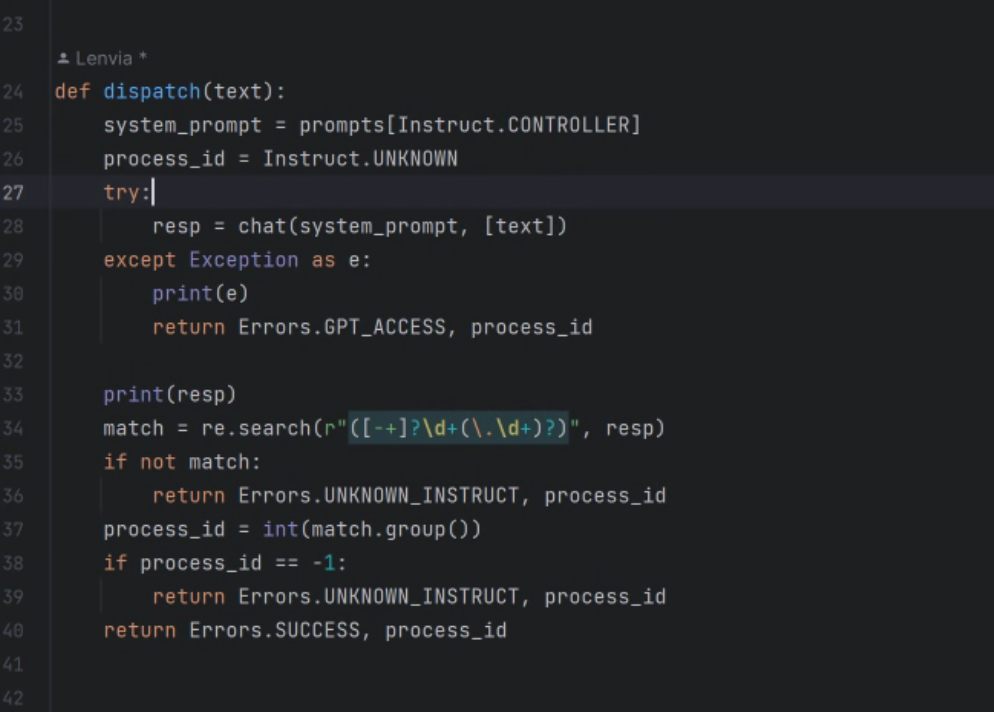 23
Lenvia *
24 def dispatch(text):
25     system_prompt = prompts[Instruct.CONTROLLER]
26     process_id = Instruct.UNKNOWN
27     try:
28         resp = chat(system_prompt, [text])
29     except Exception as e:
30         print(e)
31         return Errors.GPT_ACCESS, process_id
32
33     print(resp)
34     match = re.search(r"([-+]?\d+(\.\d+)?)", resp)
35     if not match:
36         return Errors.UNKNOWN_INSTRUCT, process_id
37     process_id = int(match.group())
38     if process_id == -1:
39         return Errors.UNKNOWN_INSTRUCT, process_id
40     return Errors.SUCCESS, process_id
41
42